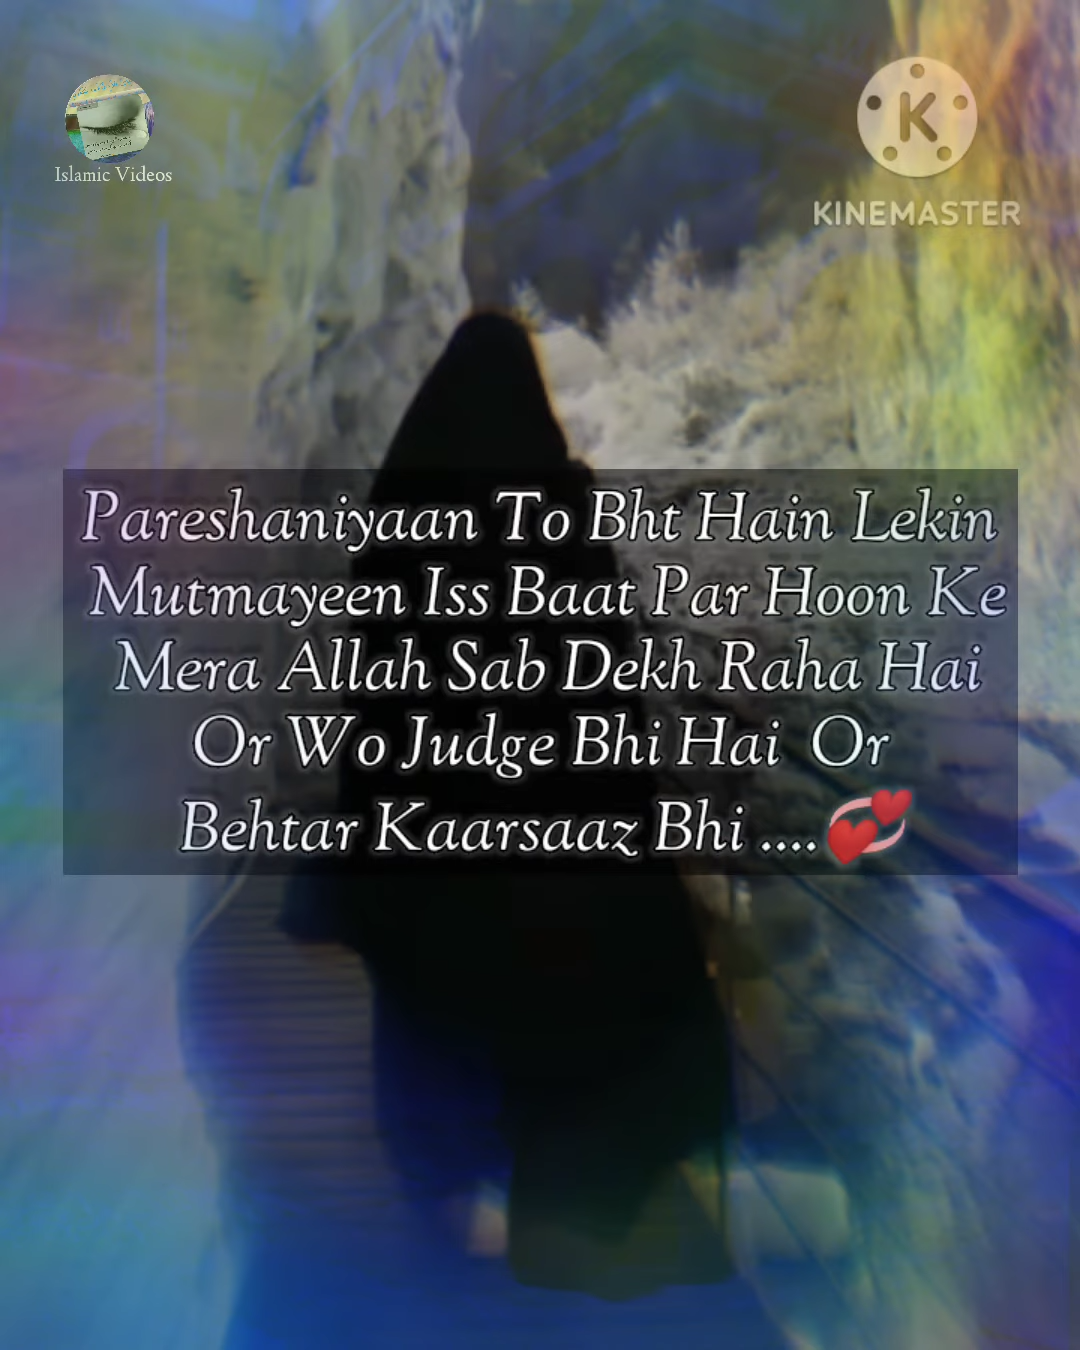 Islamic Videos
K
KINEMASTER
Pareshaniyaan To Bht Hain Lekin
Mutmayeen Iss Baat Par Hoon Ke
Mera Allah Sab Dekh Raha Hai
Or Wo Judge Bhi Hai Or
Behtar Kaarsaaz Bhi ....💞